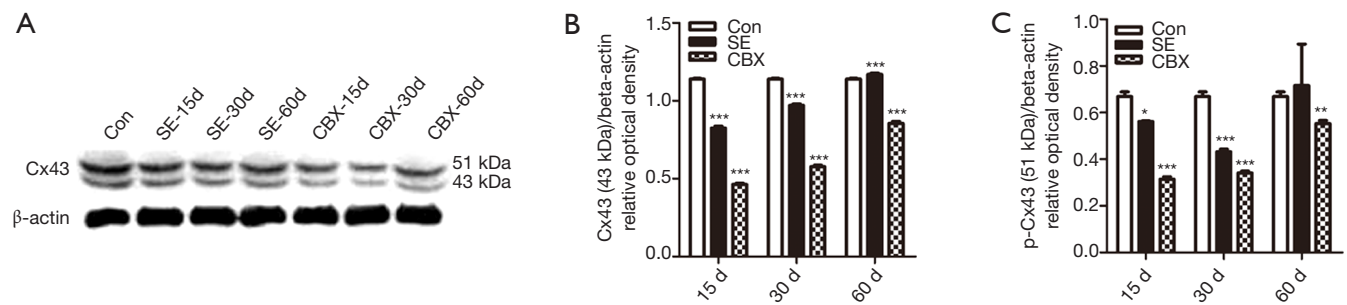 A
Con
SE-15d
SE-30d
SE-60d
CBX-15d
CBX-30d
CBX-60d
Cx43
51 kDa
43 kDa
β-actin
B
Cx43 (43 kDa)/beta-actin
relative optical density
1.5
1.0
0.5
0.0
Con
SE
CBX
***
***
***
***
***
***
15 d
30 d
60 d
C
p-Cx43 (51 kDa)/beta-actin
relative optical density
1.0
0.8
0.6
0.4
0.2
0.0
Con
SE
CBX
*
***
***
***
**
15 d
30 d
60 d